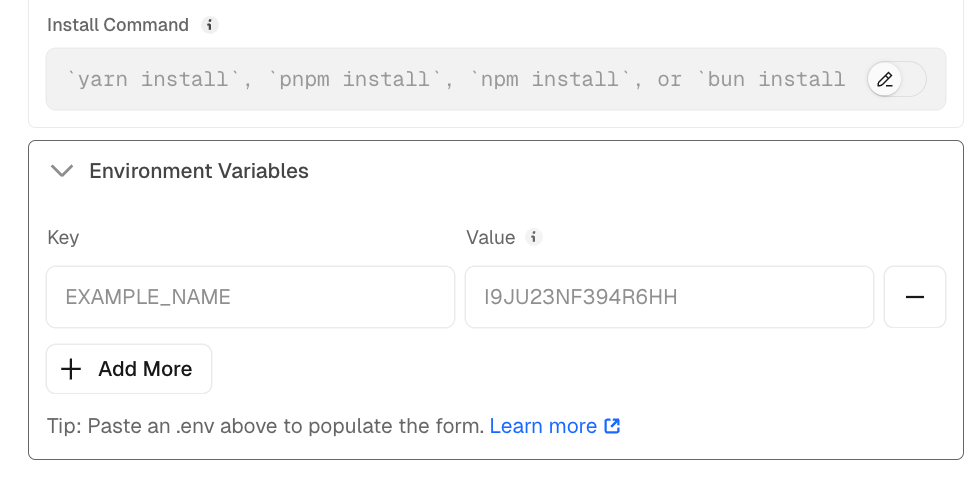 Install Command
`yarn install`, `pnpm install`, `npm install`, or `bun install
Environment Variables
Key Value
EXAMPLE_NAME I9JU23NF394R6HH
Add More
Tip: Paste an .env above to populate the form. Learn more